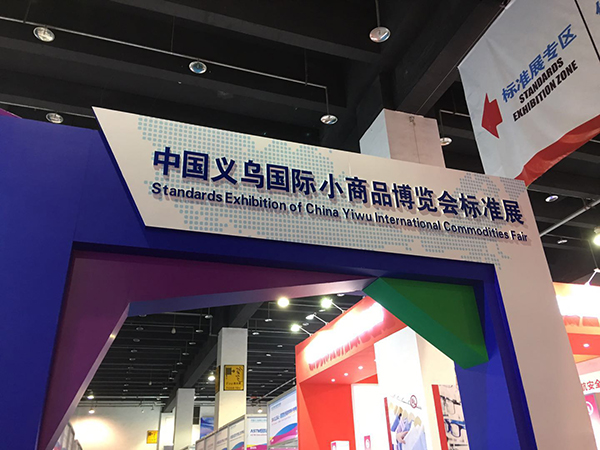 中国义乌国际小商品博览会标准展
Standards Exhibition of China Yiwu International Commodities Fair
标准展专区
STANDARDS
EXHIBITION ZONE